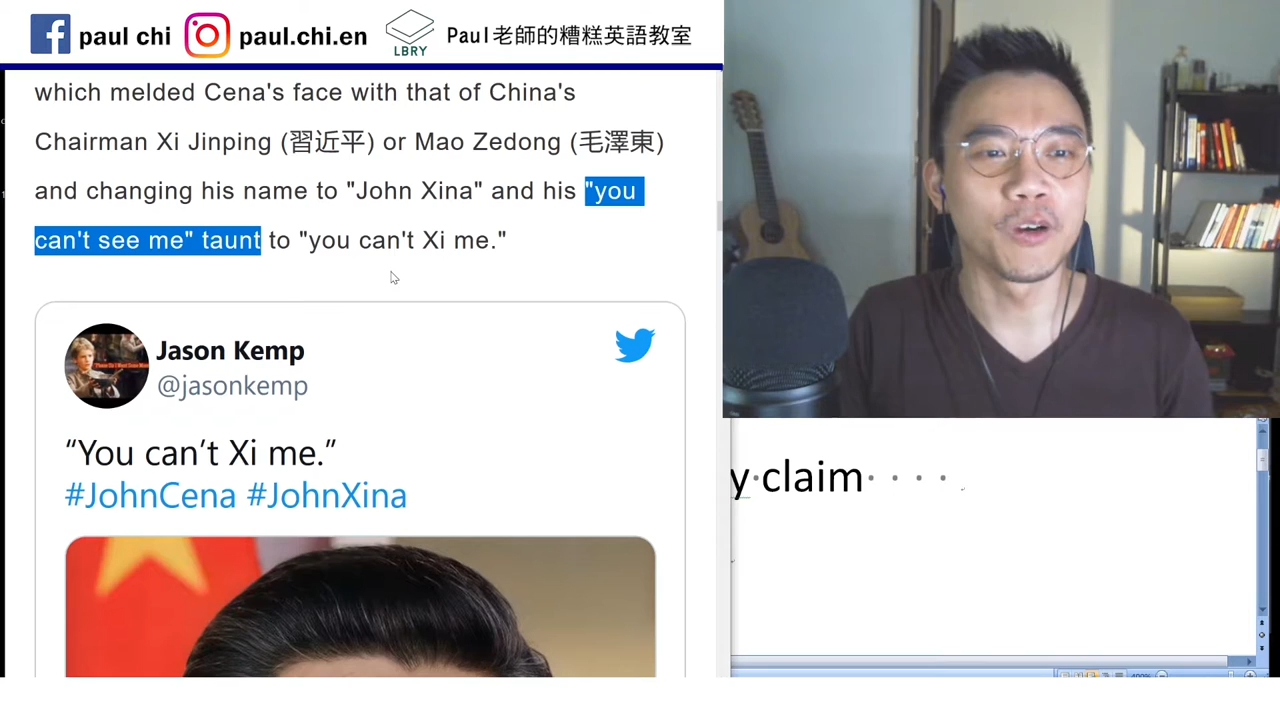 paul chi paul.chi.en LBRY Paul老師的糟糕英語教室
which melded Cena's face with that of China's
Chairman Xi Jinping (習近平) or Mao Zedong (毛澤東)
and changing his name to "John Xina" and his "you
can't see me" taunt to "you can't Xi me."
Jason Kemp
@jasonkemp
“You can’t Xi me.”
#JohnCena #JohnXina
y claim